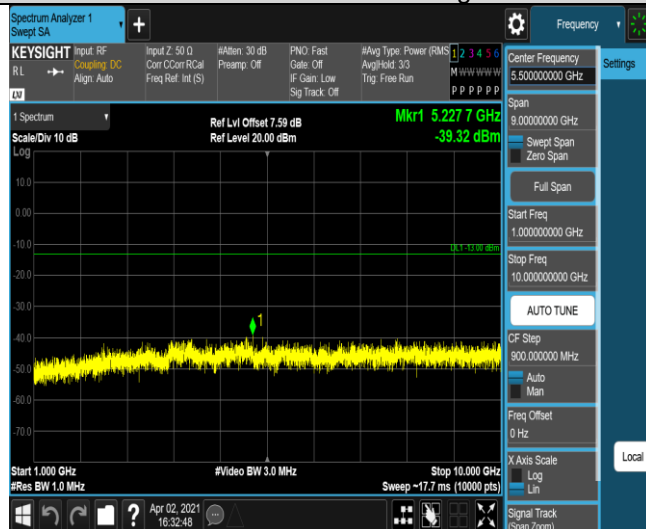 Spectrum Analyzer 1
Swept SA
Frequency
KEYSIGHT
RL
LXI
Input: RF
Coupling: DC
Align: Auto
Input Z: 50 Ω
Corr CCorr RCal
Freq Ref: Int (S)
#Atten: 30 dB
Preamp: Off
PNO: Fast
Gate: Off
IF Gain: Low
Sig Track: Off
#Avg Type: Power (RMS
Avg|Hold: 3/3
Trig: Free Run
1 2 3 4 5 6
M W W W W W
P P P P P P
Center Frequency
5.500000000 GHz
Settings
1 Spectrum
Scale/Div 10 dB
Log
Ref Lvl Offset 7.59 dB
Ref Level 20.00 dBm
Mkr1 5.227 7 GHz
-39.32 dBm
Span
9.00000000 GHz
Swept Span
Zero Span
Full Span
Start Freq
1.000000000 GHz
Stop Freq
10.000000000 GHz
AUTO TUNE
CF Step
900.000000 MHz
Auto
Man
Freq Offset
0 Hz
X Axis Scale
Log
Lin
Signal Track
(Span Zoom)
Local
10.0
0.00
-10.0
DL1 -13.00 dBm
-20.0
-30.0
1
-40.0
-50.0
-60.0
-70.0
Start 1.000 GHz
#Res BW 1.0 MHz
#Video BW 3.0 MHz
Stop 10.000 GHz
Sweep ~17.7 ms (10000 pts)
?
Apr 02, 2021
16:32:48